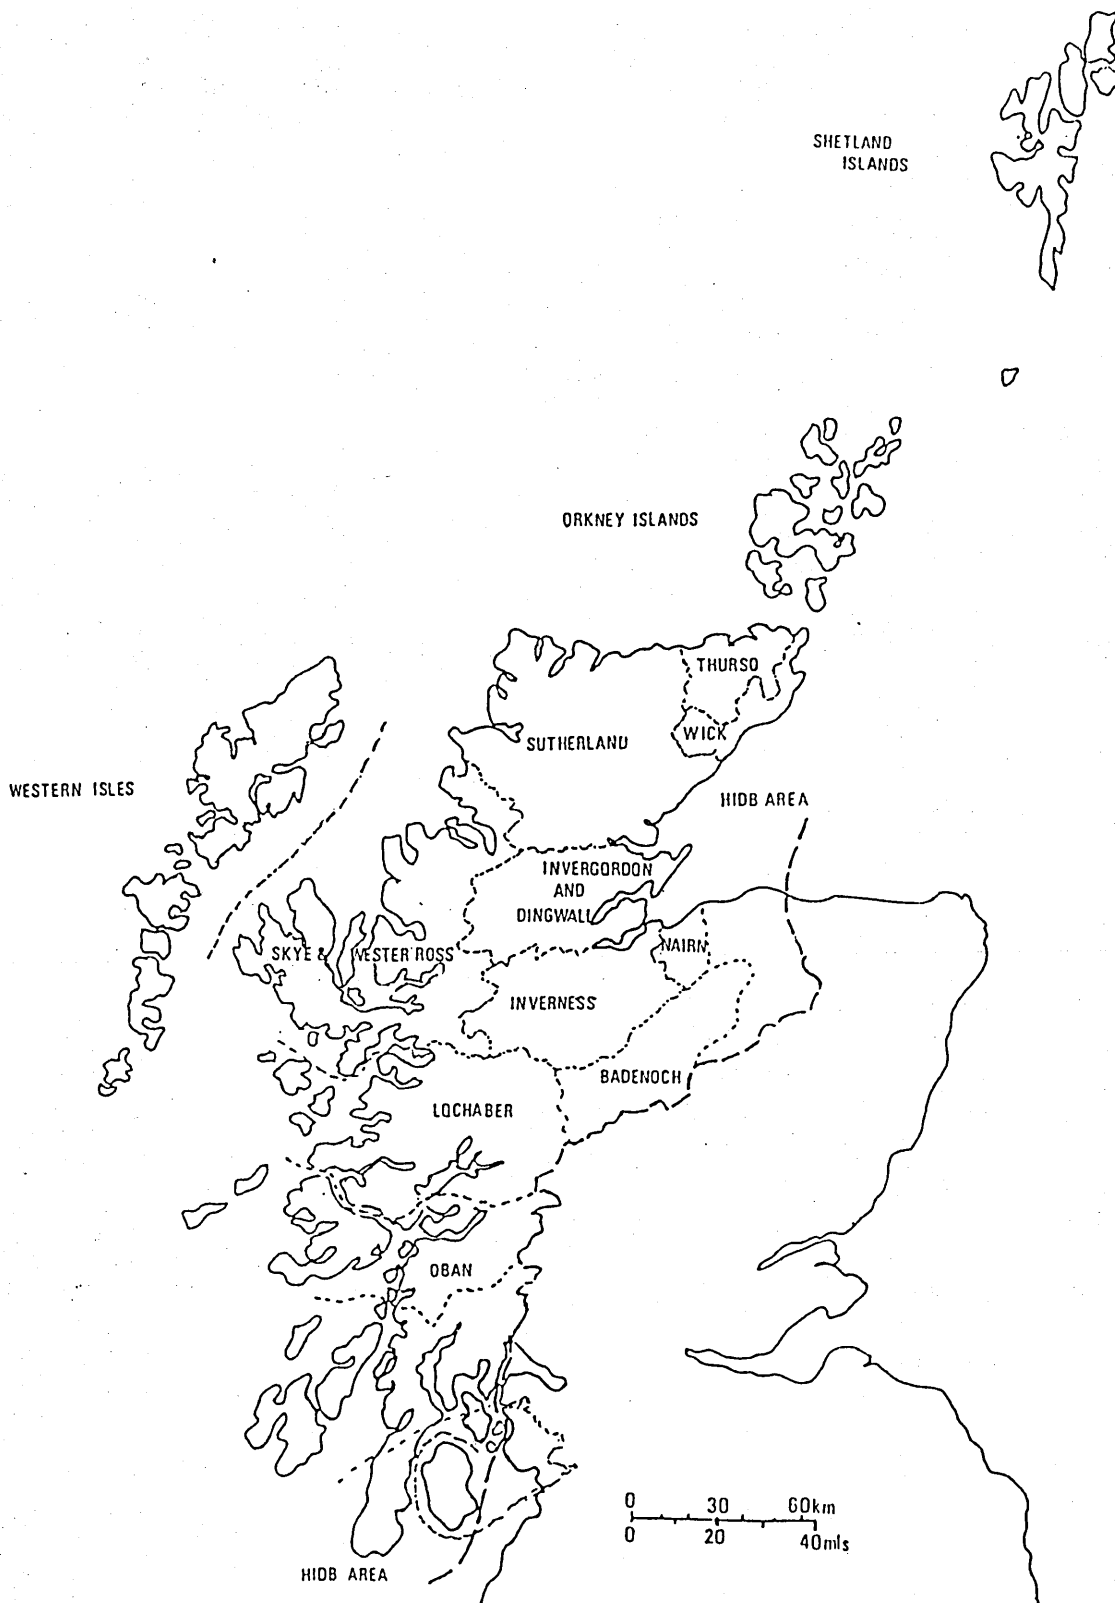 SHETLAND
ISLANDS
ORKNEY ISLANDS
THURSO
WICK
SUTHERLAND
WESTERN ISLES
HIDB AREA
INVERGORDON
AND
DINGWALL
SKYE & WESTER ROSS
NAIRN
INVERNESS
BADENOCH
LOCHABER
OBAN
0 30 60km
0 20 40mls
HIDB AREA